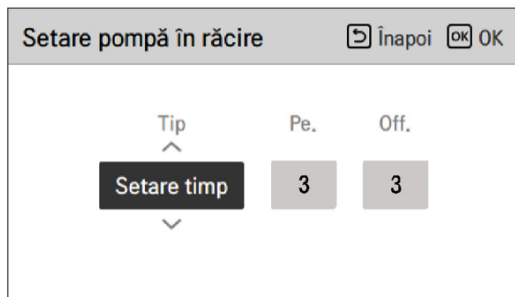 Setare pompă în răcire Înapoi OK OK
Tip Pe. Off.
Setare timp 3 3